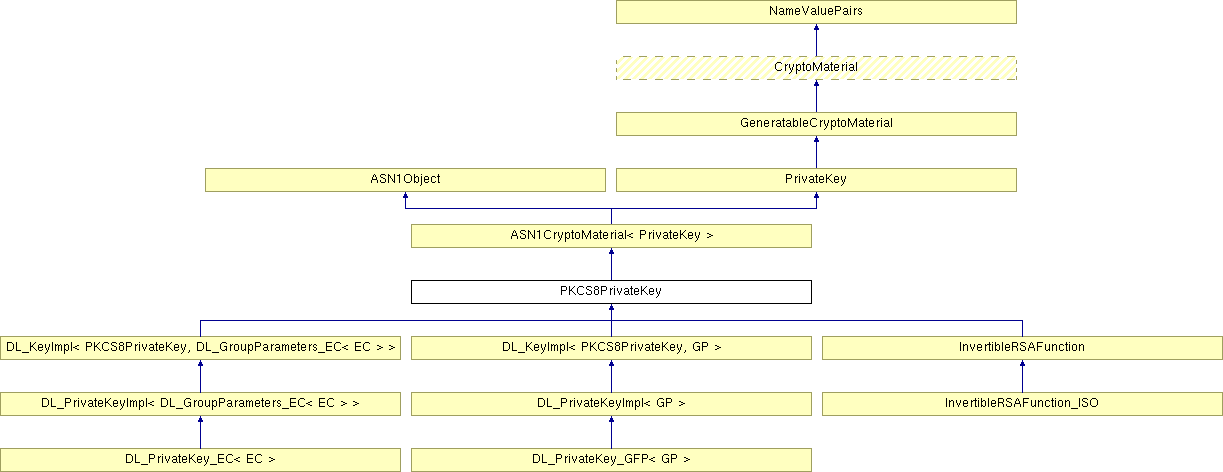 NameValuePairs
CryptoMaterial
GeneratableCryptoMaterial
ASN1Object
PrivateKey
ASN1CryptoMaterial< PrivateKey >
PKCS8PrivateKey
DL_KeyImpl< PKCS8PrivateKey, DL_GroupParameters_EC< EC > >
DL_KeyImpl< PKCS8PrivateKey, GP >
InvertibleRSAFunction
DL_PrivateKeyImpl< DL_GroupParameters_EC< EC > >
DL_PrivateKeyImpl< GP >
InvertibleRSAFunction_ISO
DL_PrivateKey_EC< EC >
DL_PrivateKey_GFP< GP >